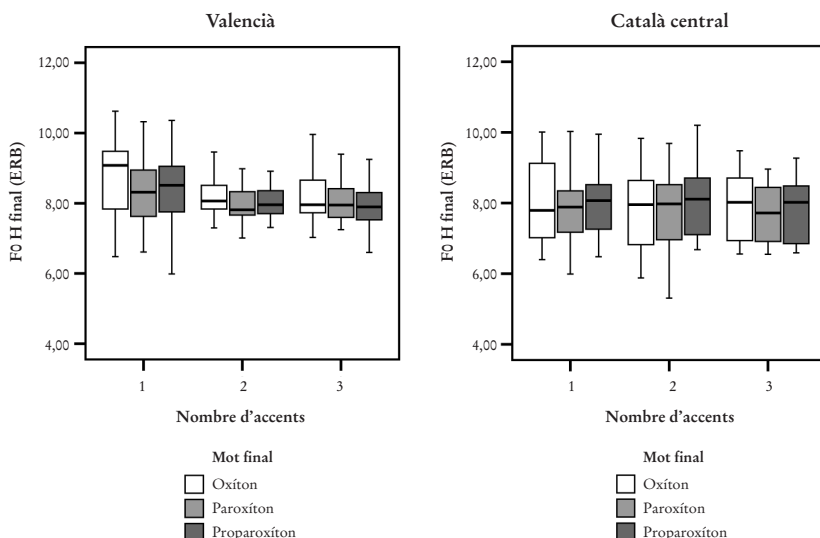 Valencià
F0 H final (ERB)
12,00
10,00
8,00
6,00
4,00
1 2 3
Nombre d’accents
Mot final
Oxíton
Paroxíton
Proparoxíton
Català central
F0 H final (ERB)
12,00
10,00
8,00
6,00
4,00
1 2 3
Nombre d’accents
Mot final
Oxíton
Paroxíton
Proparoxíton